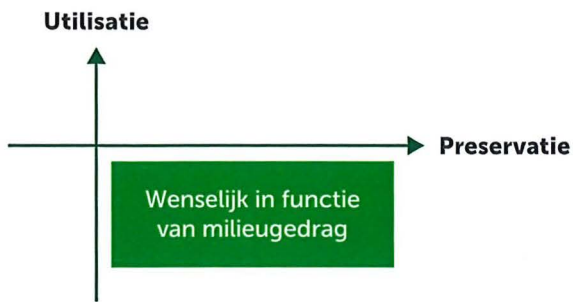 Utilisatie
Preservatie
Wenselijk in functie
van milieugedrag